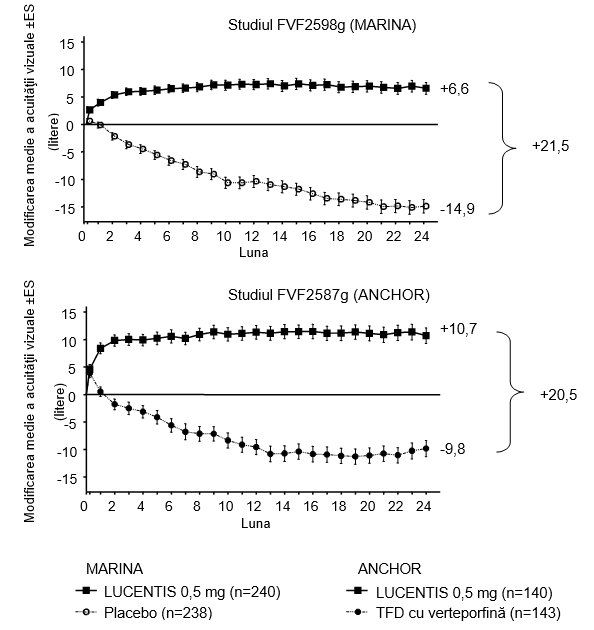 Studiul FVF2598g (MARINA)
Modificarea medie a acuităţii vizuale ±ES
(litere)
15
10
5
0
-5
-10
-15
+6,6
-14,9
+21,5
0 2 4 6 8 10 12 14 16 18 20 22 24
Luna
Studiul FVF2587g (ANCHOR)
Modificarea medie a acuităţii vizuale ±ES
(litere)
15
10
5
0
-5
-10
-15
+10,7
-9,8
+20,5
0 2 4 6 8 10 12 14 16 18 20 22 24
Luna
MARINA
LUCENTIS 0,5 mg (n=240)
Placebo (n=238)
ANCHOR
LUCENTIS 0,5 mg (n=140)
TFD cu verteporfină (n=143)